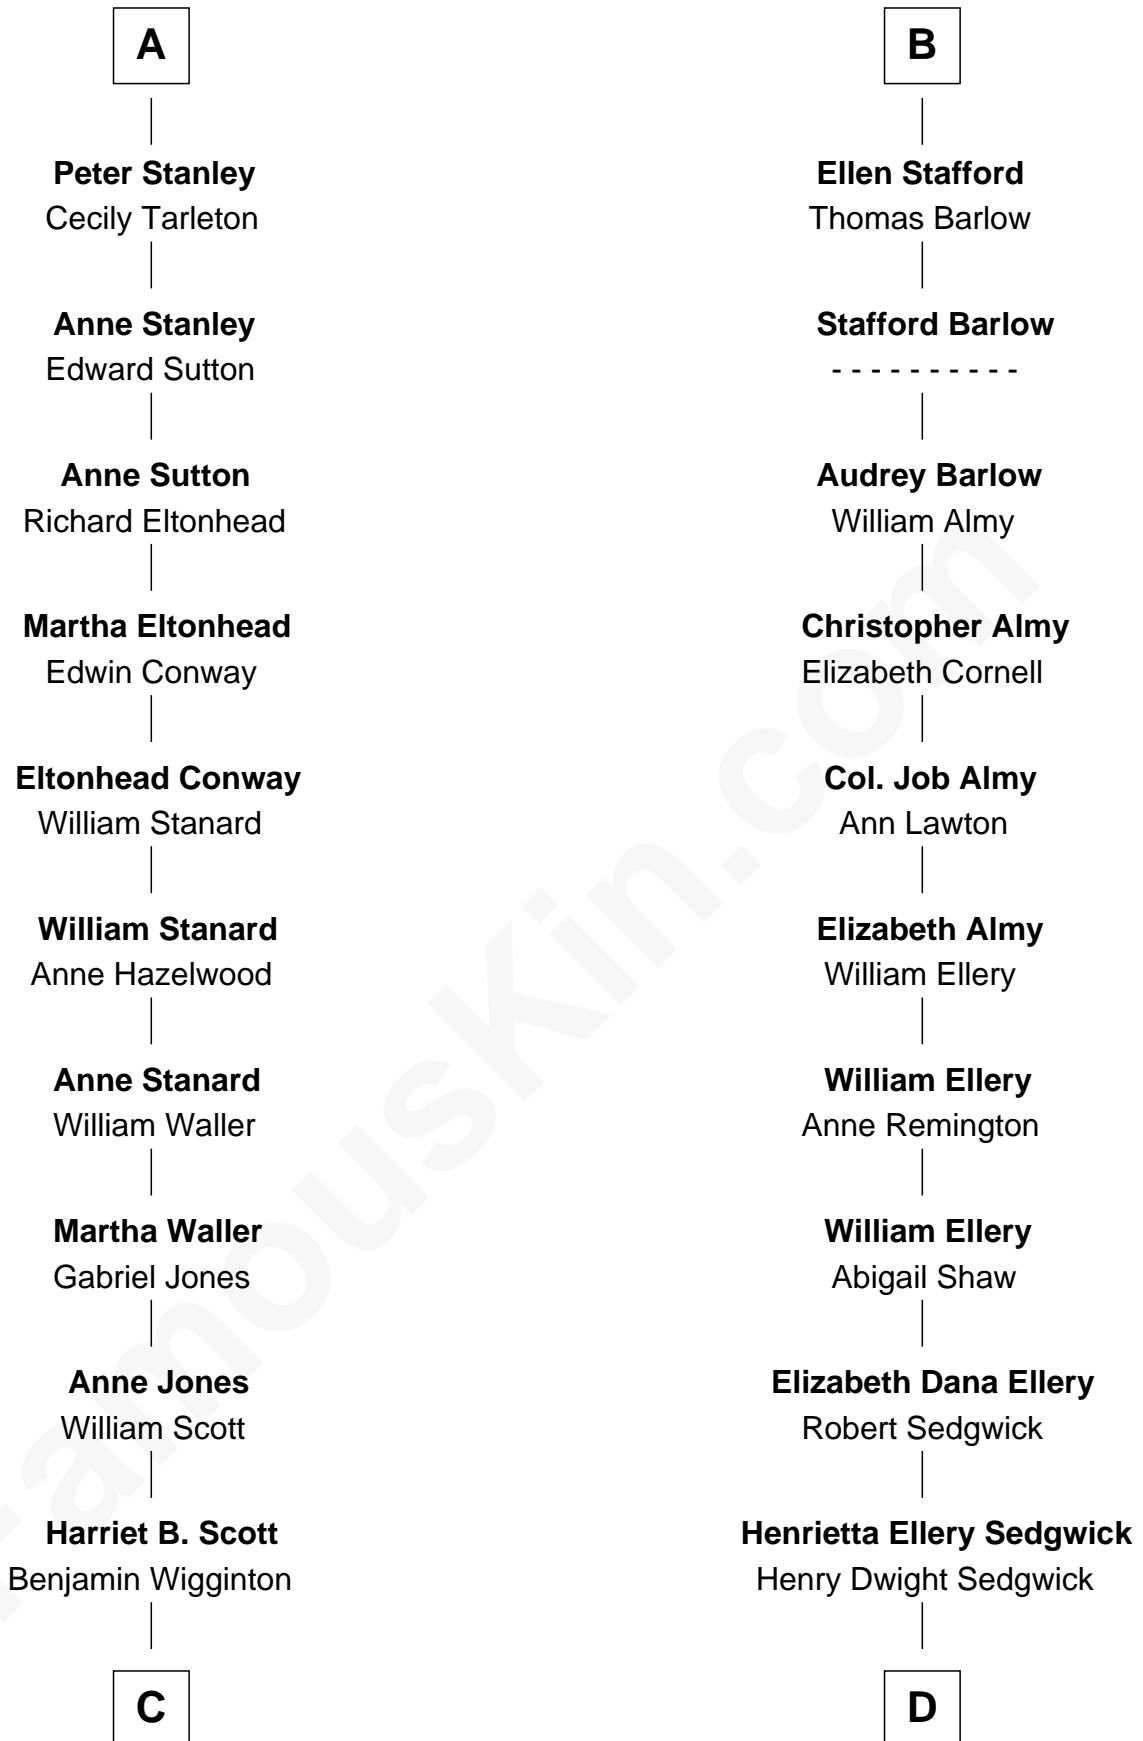 A
Peter Stanley
Cecily Tarleton
Anne Stanley
Edward Sutton
Anne Sutton
Richard Eltonhead
Martha Eltonhead
Edwin Conway
Eltonhead Conway
William Stanard
William Stanard
Anne Hazelwood
Anne Stanard
William Waller
Martha Waller
Gabriel Jones
Anne Jones
William Scott
Harriet B. Scott
Benjamin Wigginton
C
B
Ellen Stafford
Thomas Barlow
Stafford Barlow
- - - - - - - - - -
Audrey Barlow
William Almy
Christopher Almy
Elizabeth Cornell
Col. Job Almy
Ann Lawton
Elizabeth Almy
William Ellery
William Ellery
Anne Remington
William Ellery
Abigail Shaw
Elizabeth Dana Ellery
Robert Sedgwick
Henrietta Ellery Sedgwick
Henry Dwight Sedgwick
D
FamousKin.com